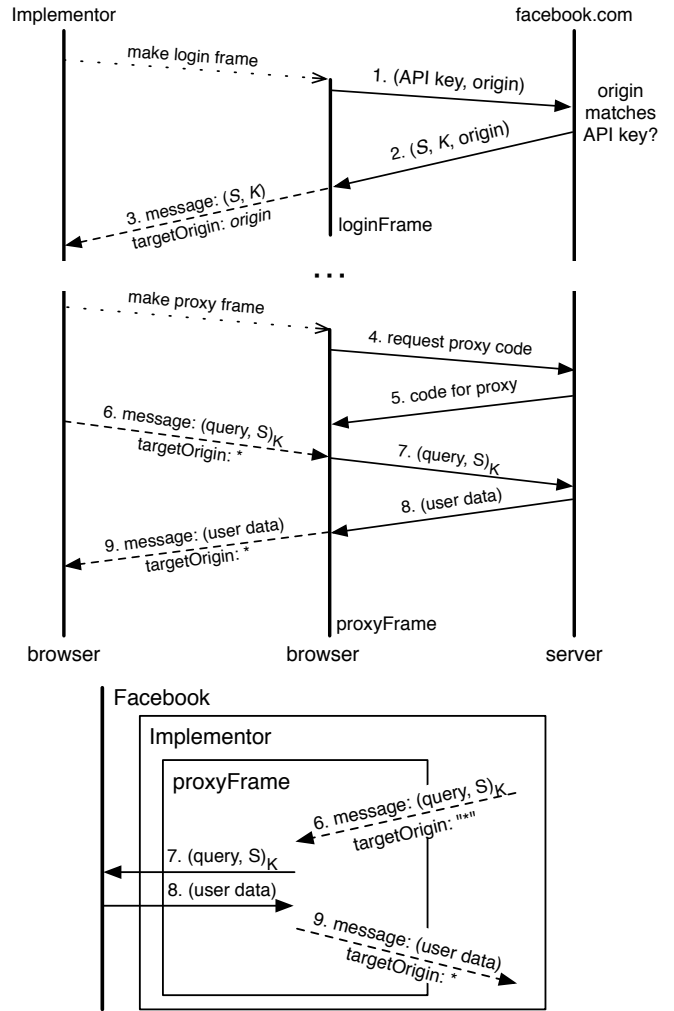 Implementor
facebook.com
make login frame
1. (API key, origin)
origin
matches
API key?
2. (S, K, origin)
3. message: (S, K)
targetOrigin: origin
loginFrame
...
make proxy frame
4. request proxy code
5. code for proxy
6. message: (query, S)K
targetOrigin: *
7. (query, S)K
8. (user data)
9. message: (user data)
targetOrigin: *
proxyFrame
browser
browser
server
Facebook
Implementor
proxyFrame
6. message: (query, S)K
targetOrigin: "*"
7. (query, S)K
8. (user data)
9. message: (user data)
targetOrigin: *